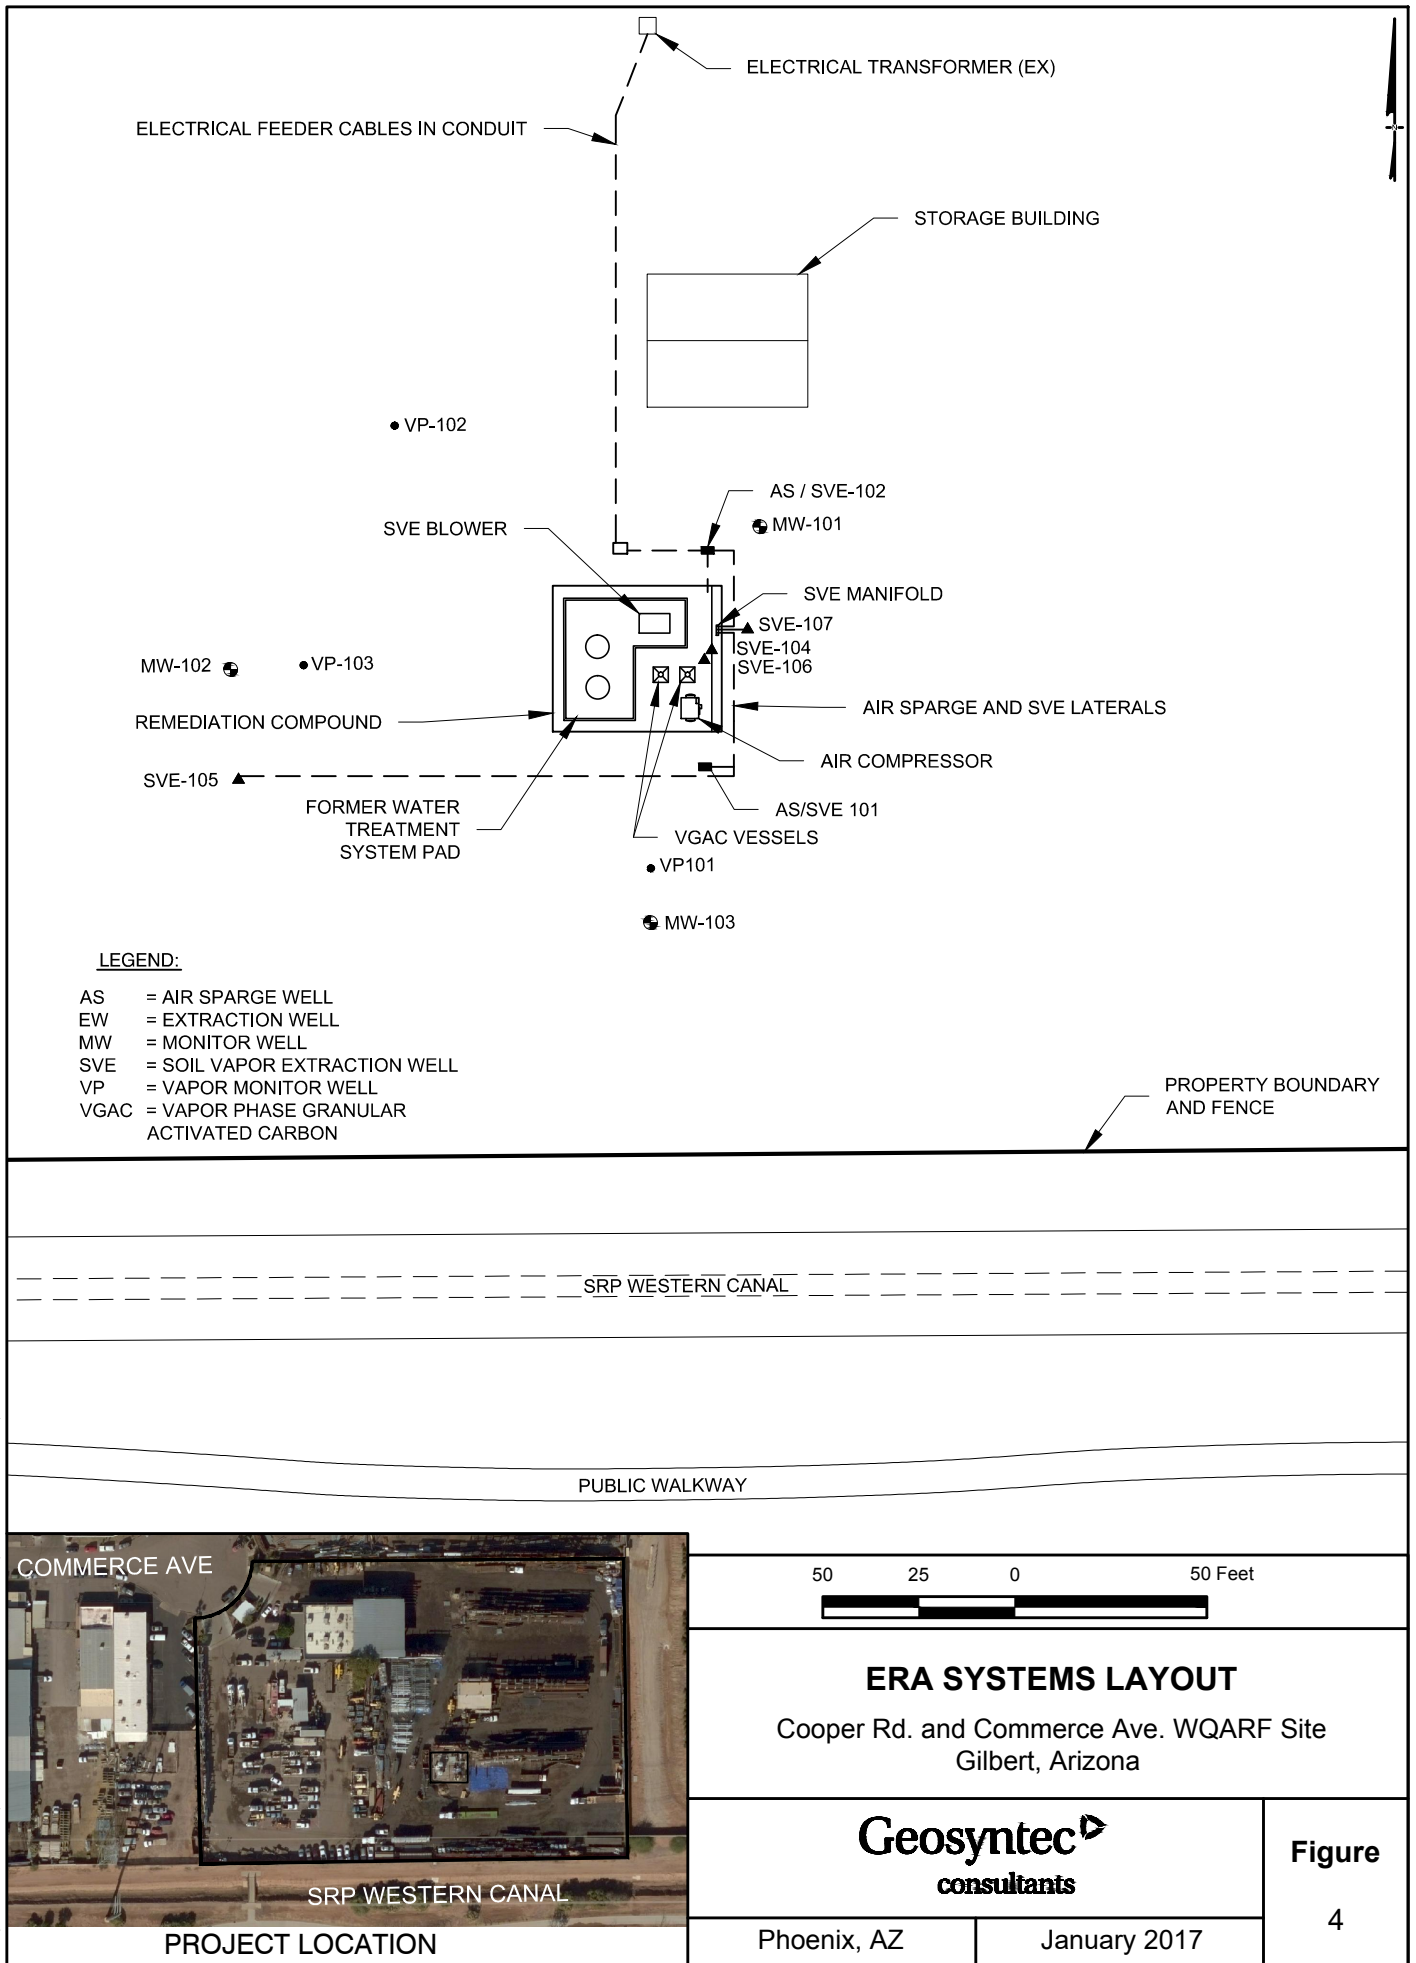 ELECTRICAL TRANSFORMER (EX)
ELECTRICAL FEEDER CABLES IN CONDUIT
N
STORAGE BUILDING
VP-102
AS / SVE-102
MW-101
SVE BLOWER
SVE MANIFOLD
SVE-107
SVE-104
SVE-106
MW-102
VP-103
REMEDIATION COMPOUND
AIR SPARGE AND SVE LATERALS
AIR COMPRESSOR
SVE-105
FORMER WATER
TREATMENT
SYSTEM PAD
AS/SVE 101
VGAC VESSELS
VP101
MW-103
LEGEND:
AS = AIR SPARGE WELL
EW = EXTRACTION WELL
MW = MONITOR WELL
SVE = SOIL VAPOR EXTRACTION WELL
VP = VAPOR MONITOR WELL
VGAC = VAPOR PHASE GRANULAR
ACTIVATED CARBON
PROPERTY BOUNDARY
AND FENCE
SRP WESTERN CANAL
PUBLIC WALKWAY
COMMERCE AVE
SRP WESTERN CANAL
PROJECT LOCATION
50 25 0 50 Feet
ERA SYSTEMS LAYOUT
Cooper Rd. and Commerce Ave. WQARF Site
Gilbert, Arizona
Geosyntec
consultants
Phoenix, AZ
January 2017
Figure
4